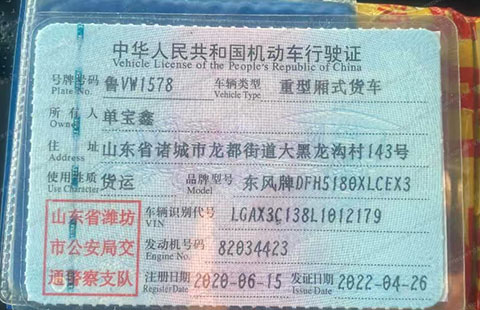 中华人民共和国机动车行驶证
Vehicle License of the People's Republic of China
号牌号码 鲁VW1578 车辆类型 重型厢式货车
Plate No. Vehicle Type
所有人 单宝鑫
Owner
住址 山东省诸城市龙都街道大黑龙沟村143号
Address
使用性质 货运 品牌型号 东风牌DFH5180XLCEX3
Use Character Model
山东省潍坊 车辆识别代号 LGAX3C138L1012179
VIN
市公安局交 发动机号码 82034423
Engine No.
通警察支队 注册日期 2020-06-15 发证日期 2022-04-26
Register Date Issue Date